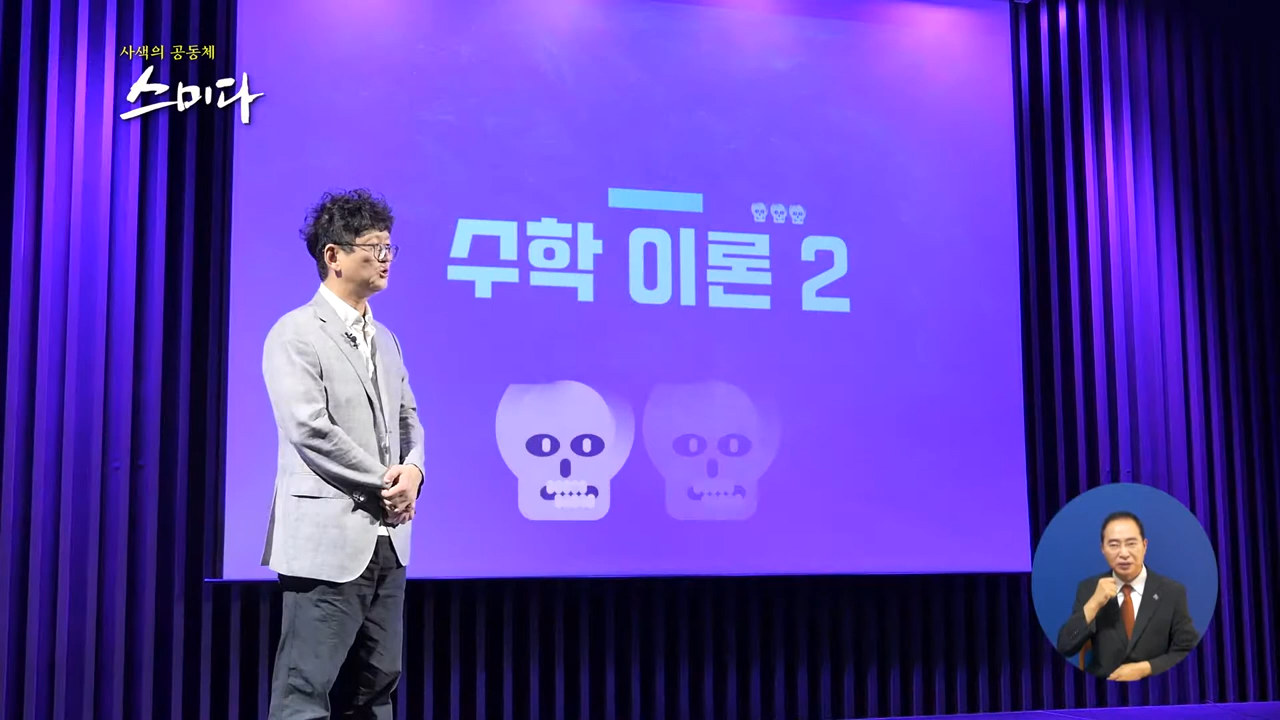 사색의 공동체
스미다
수학 이론 2